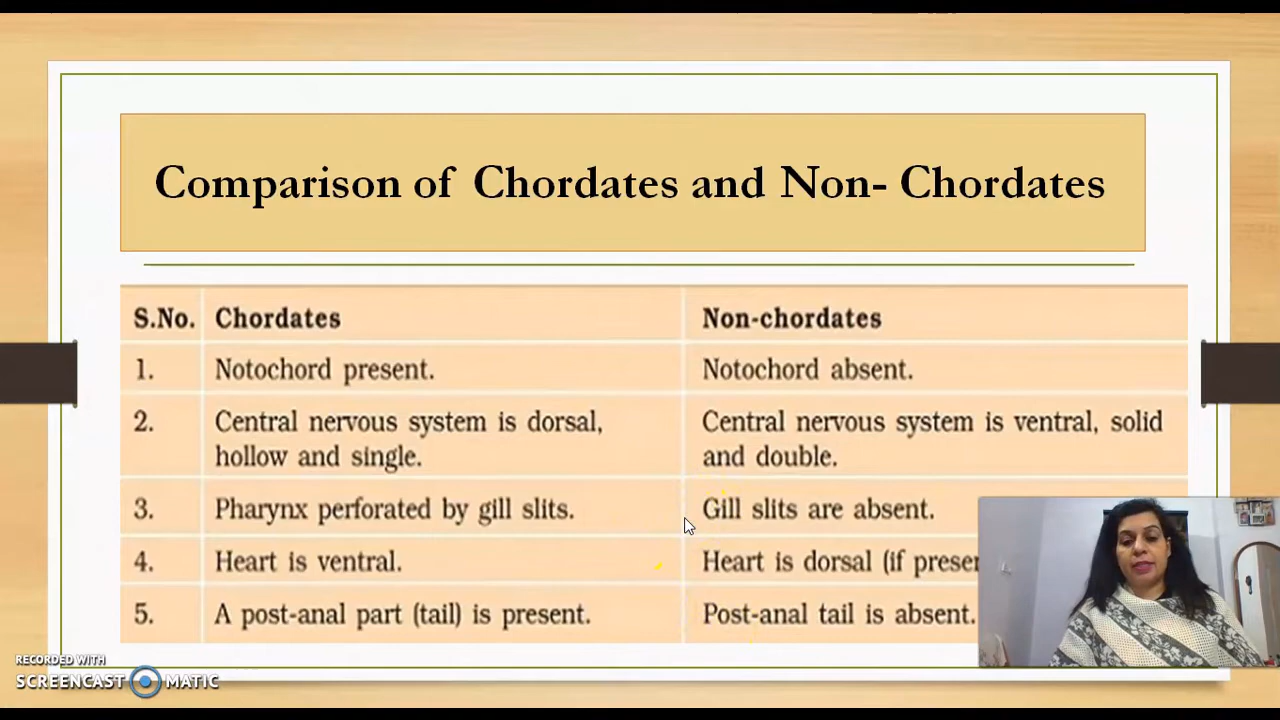 Comparison of Chordates and Non- Chordates
S.No. Chordates Non-chordates
1. Notochord present. Notochord absent.
2. Central nervous system is dorsal, Central nervous system is ventral, solid
hollow and single. and double.
3. Pharynx perforated by gill slits. Gill slits are absent.
4. Heart is ventral. Heart is dorsal (if
5. A post-anal part (tail) is present. Post-anal tail is absent.
RECORDED WITH
SCREENCAST MATIC